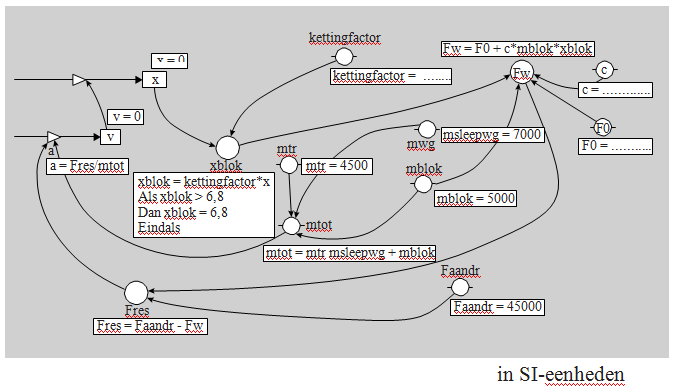 kettingfactor
kettingfactor = ........
Fw = F0 + c*mblok*xblok
Fw
c
c = ..............
F0
F0 = ............
x = 0
x
v = 0
v
a
a = Fres/mtot
xblok
xblok = kettingfactor*x
Als xblok > 6,8
Dan xblok = 6,8
Eindals
mtr
mtr = 4500
mwg
msleepwg = 7000
mblok
mblok = 5000
mtot
mtot = mtr msleepwg + mblok
Faandr
Faandr = 45000
Fres
Fres = Faandr - Fw
in SI-eenheden